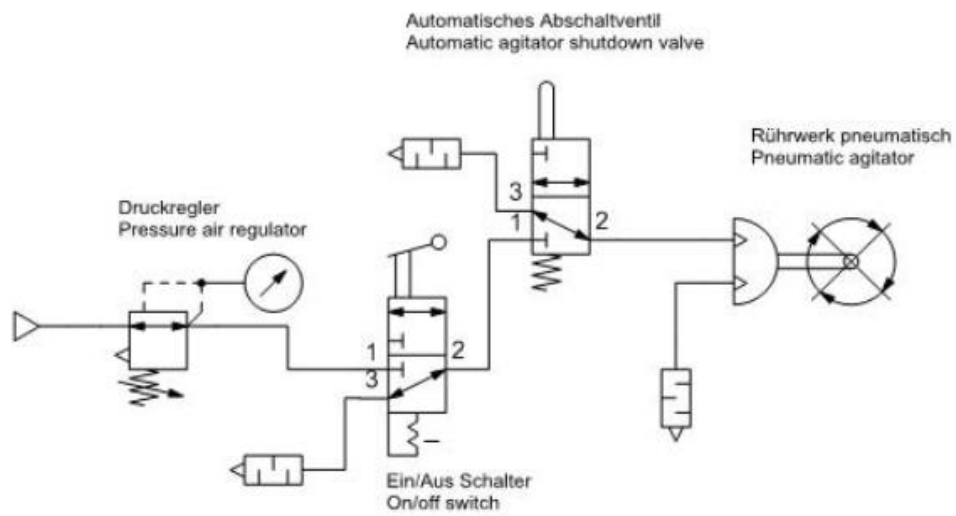 Automatisches Abschaltventil
Automatic agitator shutdown valve
Rührwerk pneumatisch
Pneumatic agitator
Druckregler
Pressure air regulator
3
1
2
1
2
3
Ein/Aus Schalter
On/off switch